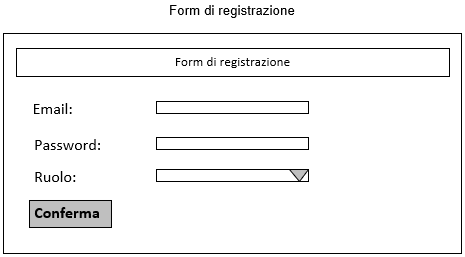 Form di registrazione
Form di registrazione
Email:
Password:
Ruolo:
Conferma